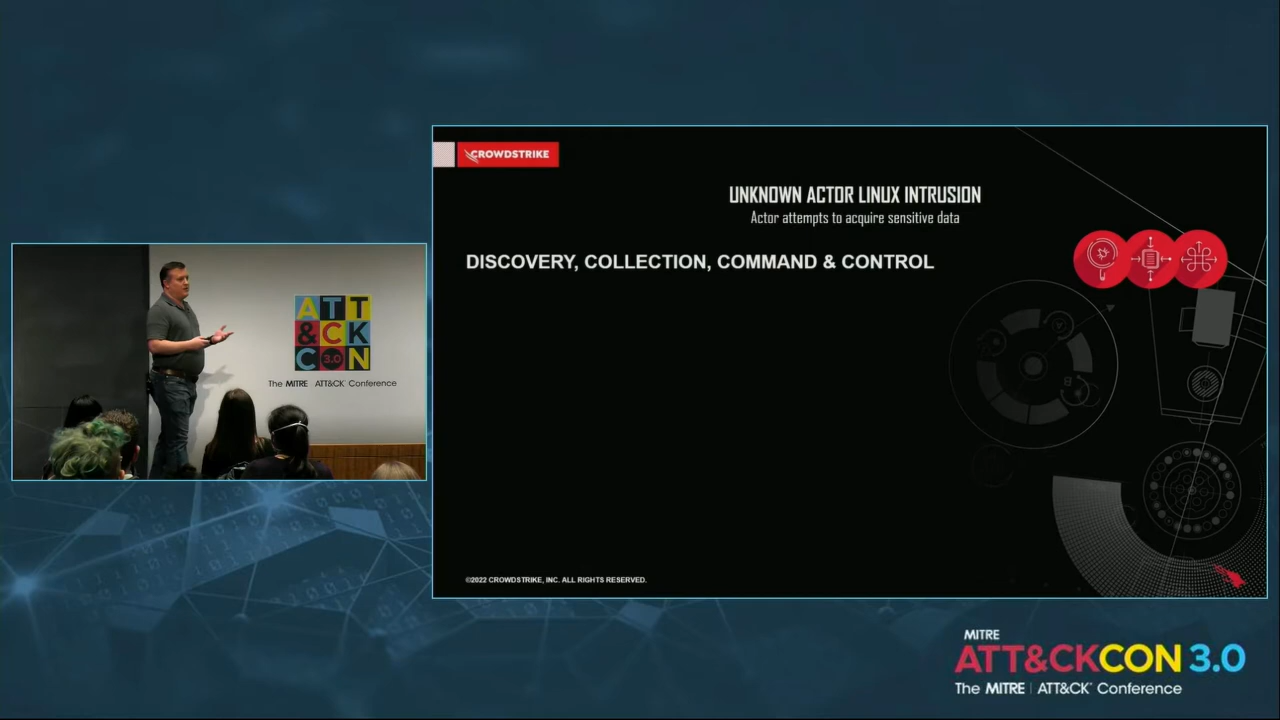 CROWDSTRIKE
UNKNOWN ACTOR LINUX INTRUSION
Actor attempts to acquire sensitive data
DISCOVERY, COLLECTION, COMMAND & CONTROL
©2022 CROWDSTRIKE, INC. ALL RIGHTS RESERVED.
ATT
&CK
C 3.0 N
The MITRE | ATT&CK® Conference
MITRE
ATT&CKCON 3.0
The MITRE | ATT&CK® Conference